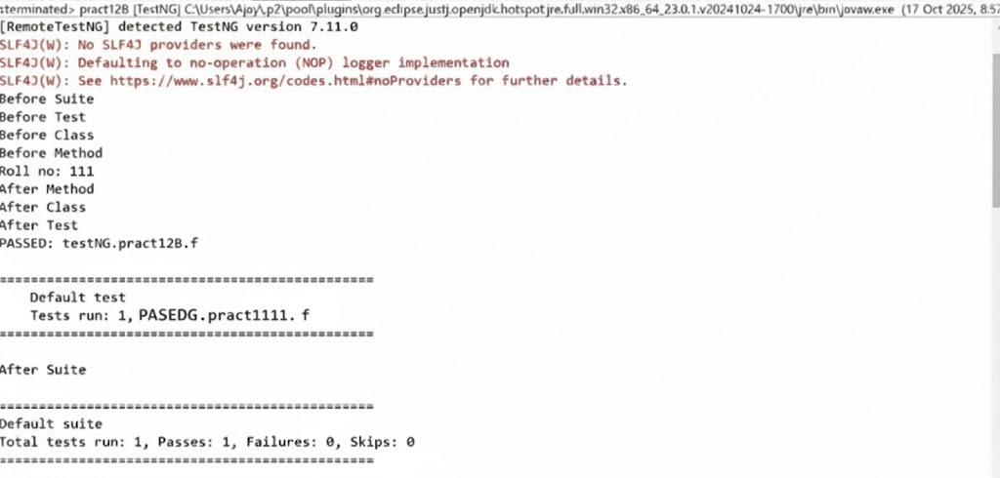 <terminated> pract12B [TestNG] C:\Users\Ajoy\.p2\pool\plugins\org.eclipse.justj.openjdk.hotspot.jre.full.win32.x86_64_23.0.1.v20241024-1700\jre\bin\javaw.exe (17 Oct 2025, 8:57
[RemoteTestNG] detected TestNG version 7.11.0
SLF4J(W): No SLF4J providers were found.
SLF4J(W): Defaulting to no-operation (NOP) logger implementation
SLF4J(W): See https://www.slf4j.org/codes.html#noProviders for further details.
Before Suite
Before Test
Before Class
Before Method
Roll no: 111
After Method
After Class
After Test
PASSED: testNG.pract12B.f
===============================================
Default test
Tests run: 1, PASEDG.pract1111. f
===============================================
After Suite
===============================================
Default suite
Total tests run: 1, Passes: 1, Failures: 0, Skips: 0
===============================================